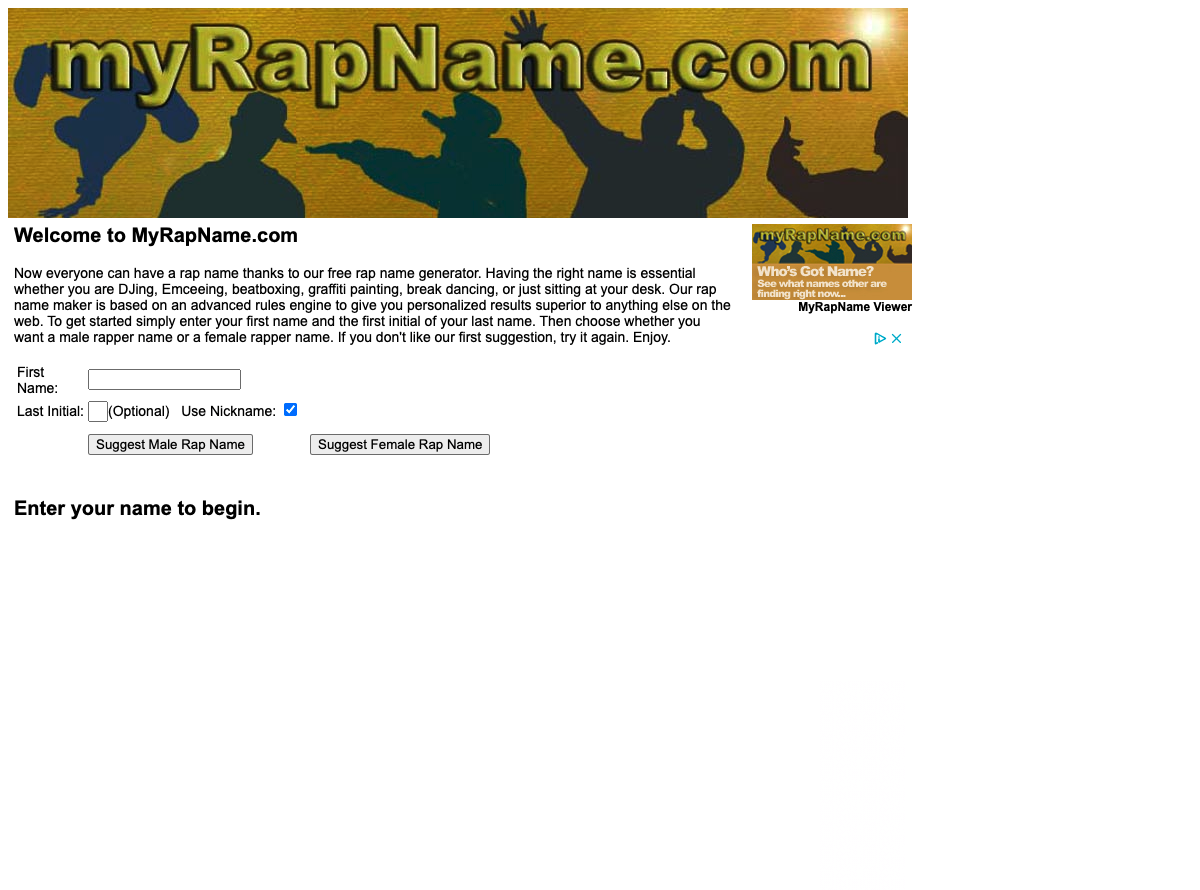 myRapName.com
Welcome to MyRapName.com
Now everyone can have a rap name thanks to our free rap name generator. Having the right name is essential
whether you are DJing, Emceeing, beatboxing, graffiti painting, break dancing, or just sitting at your desk. Our rap
name maker is based on an advanced rules engine to give you personalized results superior to anything else on the
web. To get started simply enter your first name and the first initial of your last name. Then choose whether you
want a male rapper name or a female rapper name. If you don't like our first suggestion, try it again. Enjoy.
First
Name:
Last Initial: (Optional) Use Nickname:
Suggest Male Rap Name Suggest Female Rap Name
Enter your name to begin.
myRapName.com
Who's Got Name?
See what names other are
finding right now...
MyRapName Viewer